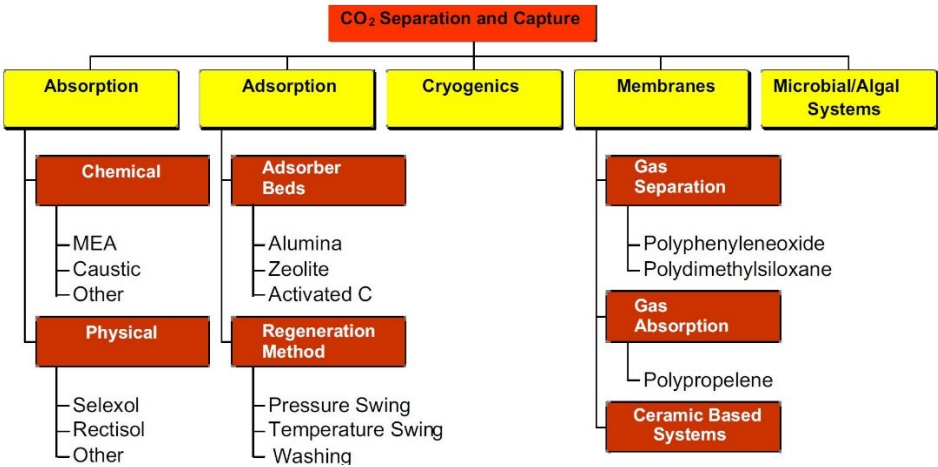 CO₂ Separation and Capture
Absorption
Adsorption
Cryogenics
Membranes
Microbial/Algal
Systems
Chemical
MEA
Caustic
Other
Physical
Selexol
Rectisol
Other
Adsorber
Beds
Alumina
Zeolite
Activated C
Regeneration
Method
Pressure Swing
Temperature Swing
Washing
Gas
Separation
Polyphenyleneoxide
Polydimethylsiloxane
Gas
Absorption
Polypropelene
Ceramic Based
Systems